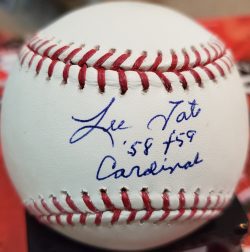 Lee Tate
'58 + 59
Cardinal